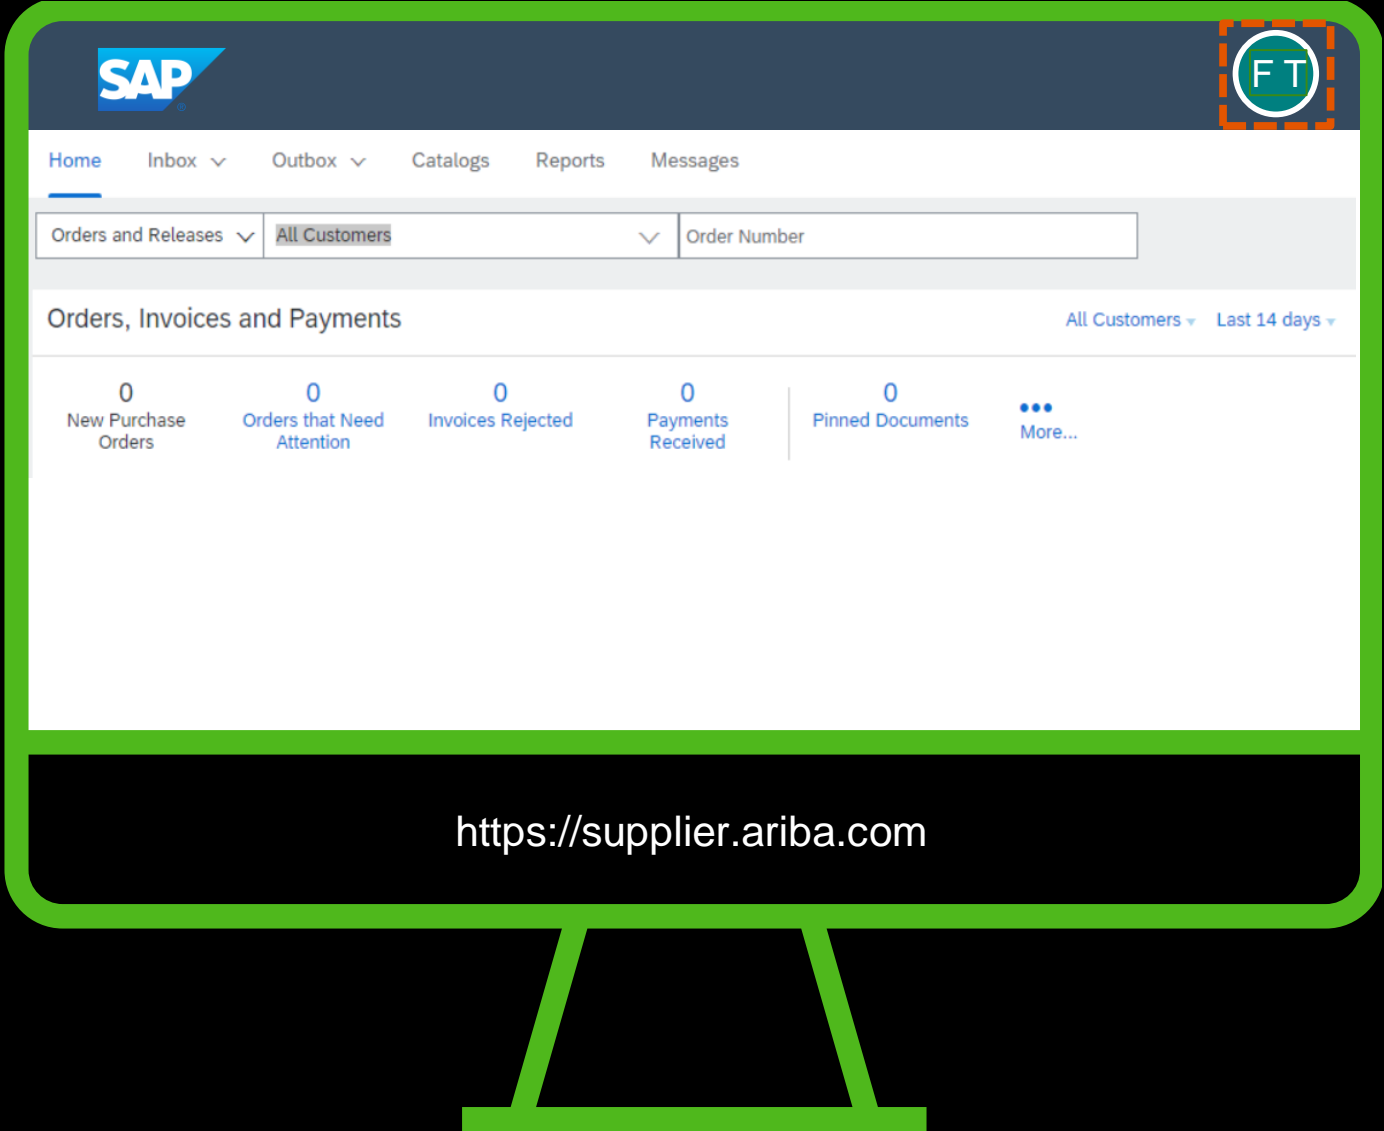 SAP
®
F T
Home Inbox Outbox Catalogs Reports Messages
Orders and Releases All Customers Order Number
Orders, Invoices and Payments All Customers Last 14 days
0 0 0 0 0
New Purchase Orders that Need Invoices Rejected Payments Pinned Documents More...
Orders Attention Received
https://supplier.ariba.com